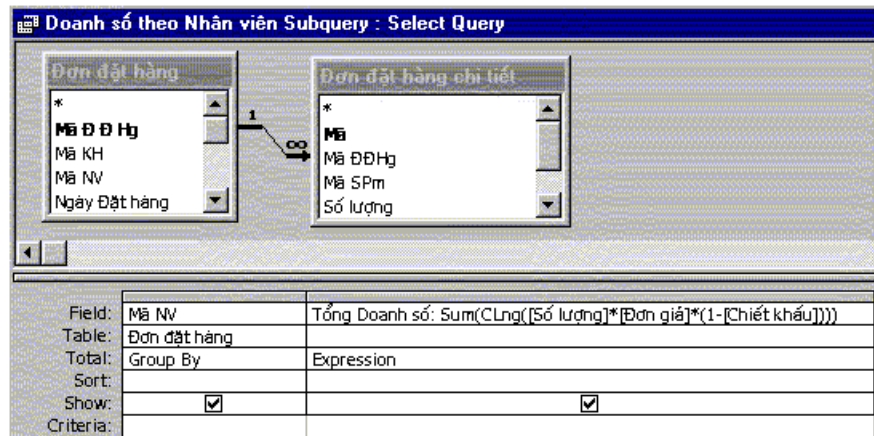 Doanh số theo Nhân viên Subquery : Select Query
Đơn đặt hàng
*
Mã Đ Đ Hg
Mã KH
Mã NV
Ngày Đặt hàng
1
∞
Đơn đặt hàng chi tiết
*
Mã
Mã ĐĐHg
Mã SPm
Số lượng
Field: Mã NV Tổng Doanh số: Sum(CLng([Số lượng]*[Đơn giá]*(1-[Chiết khấu])))
Table: Đơn đặt hàng
Total: Group By Expression
Sort:
Show:
Criteria: